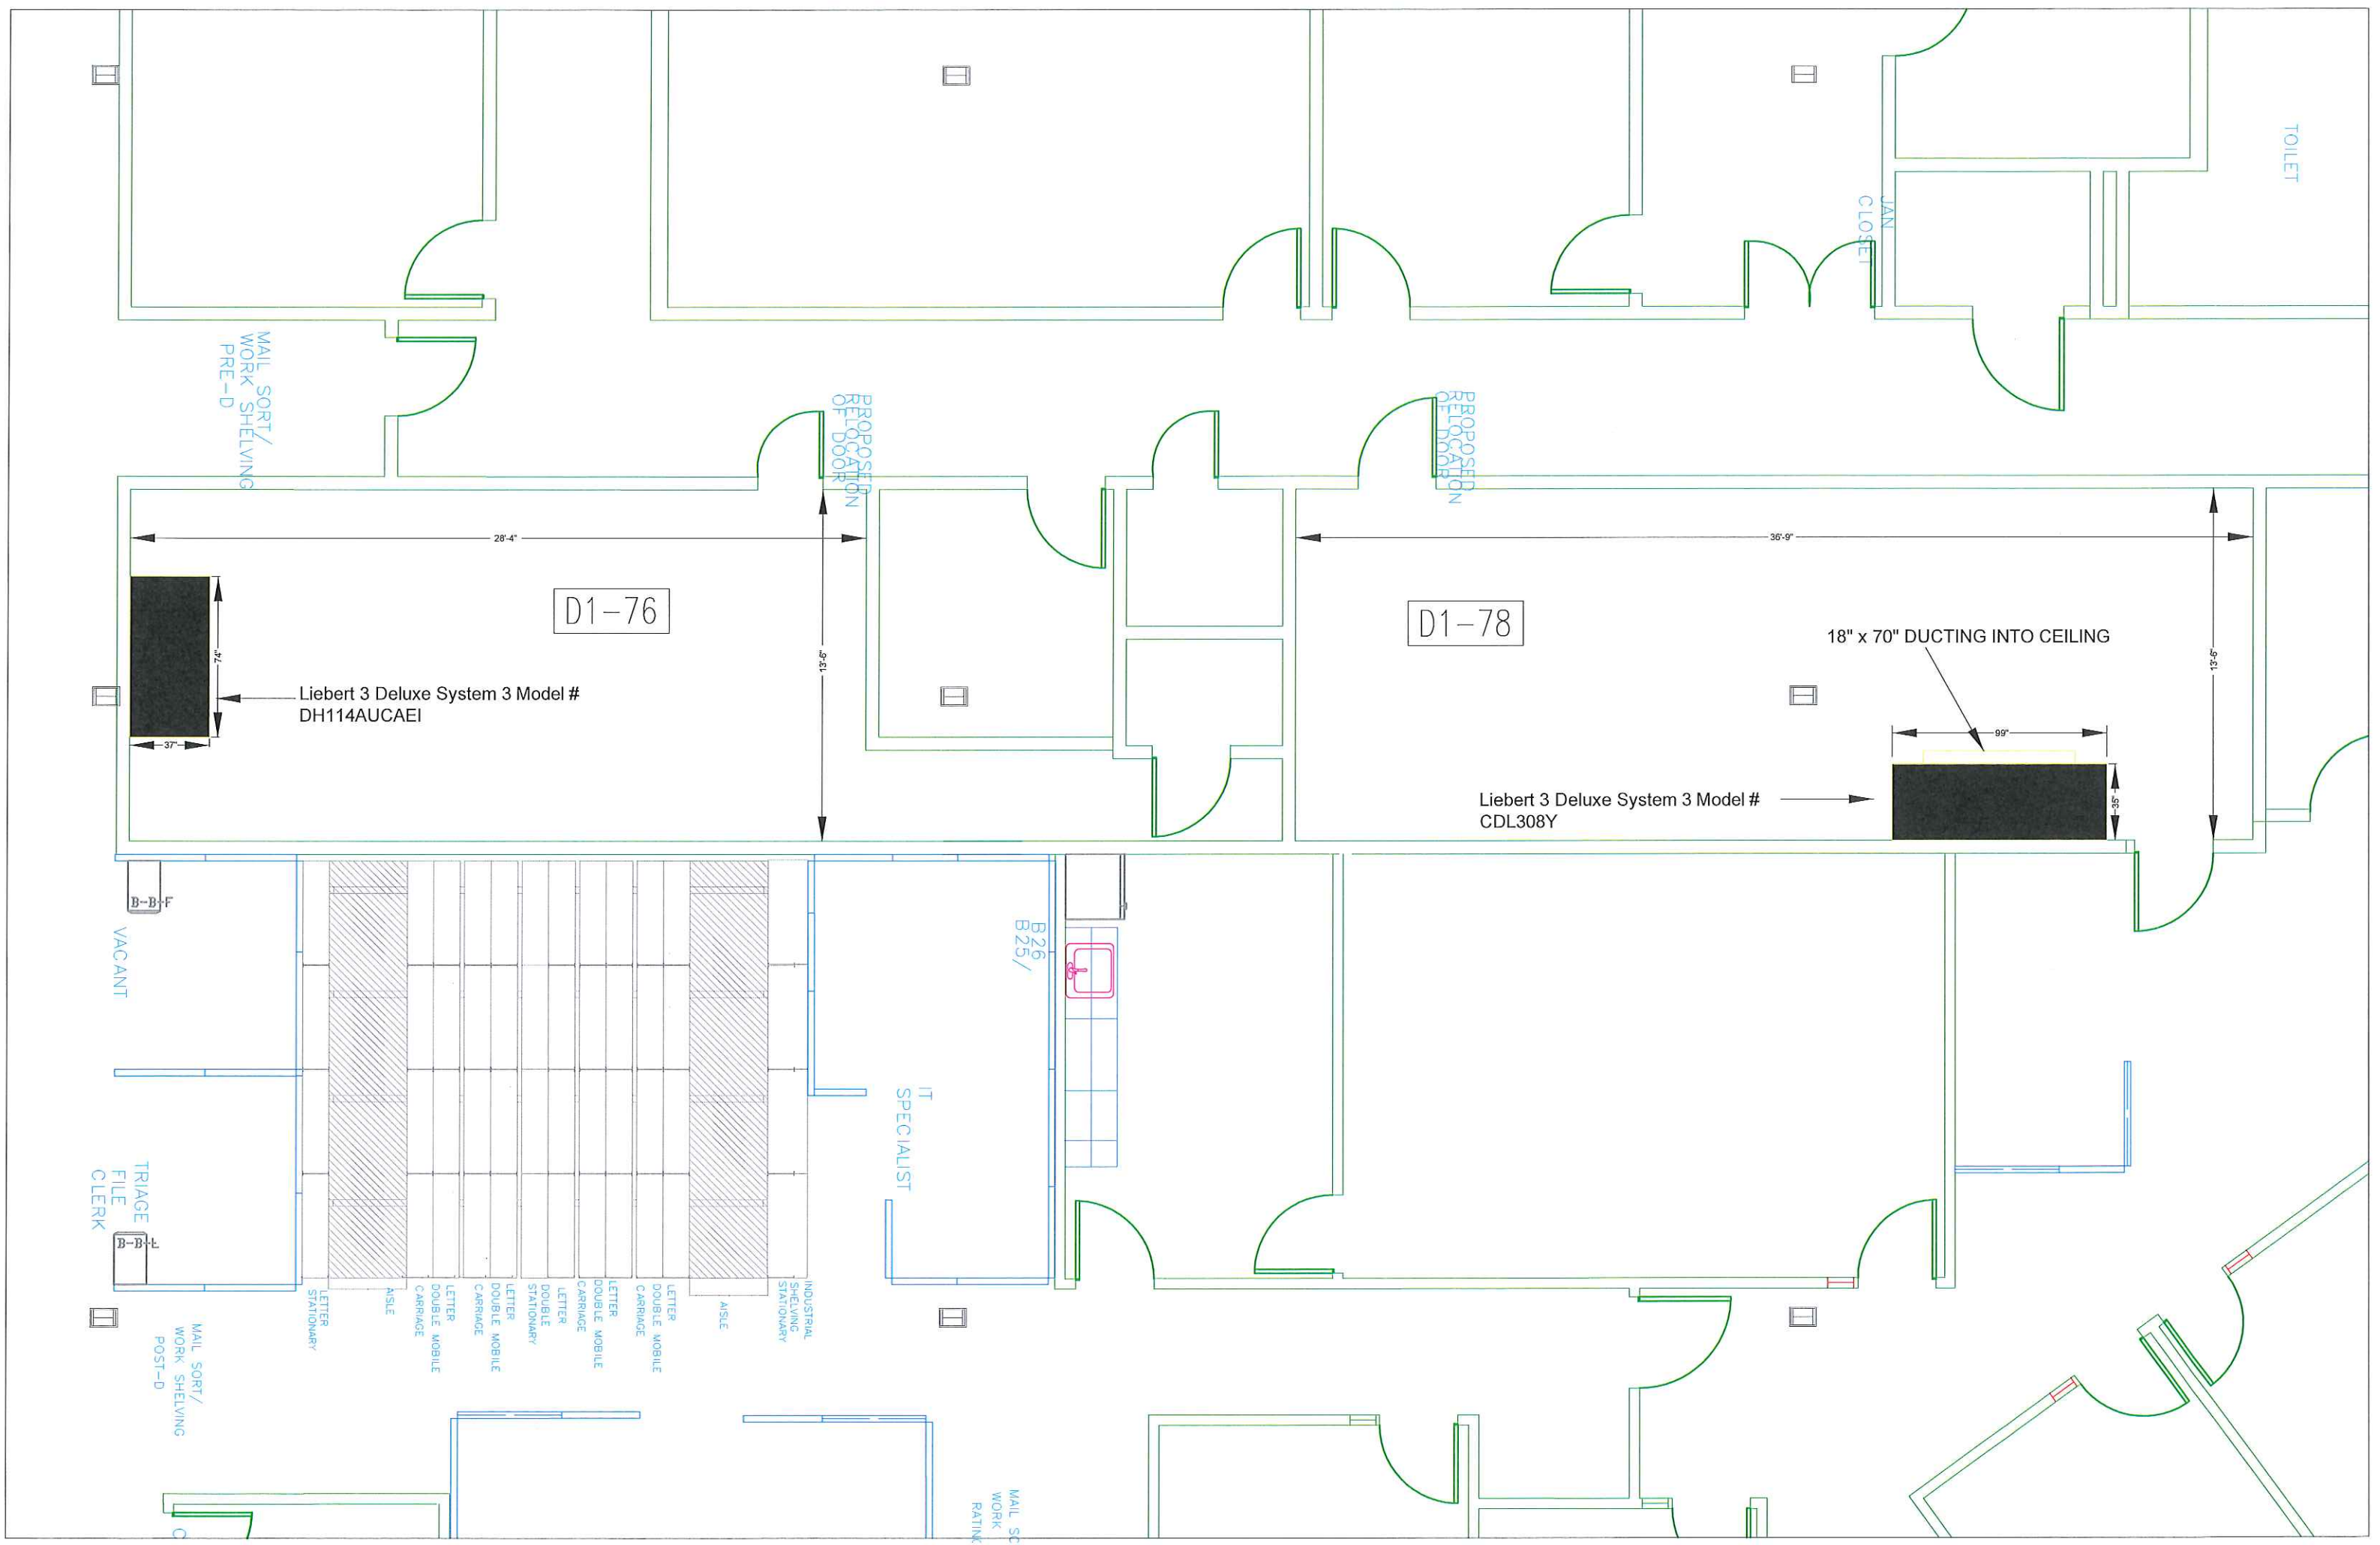 TOILET
JAN
CLOSET
MAIL SORT/
WORK SHELVING
PRE-D
PROPOSED
RELOCATION
OF DOOR
PROPOSED
RELOCATION
OF DOOR
28'-4"
36'-9"
D1-76
D1-78
13'-6"
13'-6"
18" x 70" DUCTING INTO CEILING
74"
Liebert 3 Deluxe System 3 Model #
DH114AUCAEI
37"
99"
Liebert 3 Deluxe System 3 Model #
CDL308Y
35"
B-B-F
VACANT
B26
B25/
IT
SPECIALIST
TRIAGE
FILE
CLERK
B-B-L
LETTER
STATIONARY
AISLE
LETTER
DOUBLE MOBILE
CARRIAGE
LETTER
DOUBLE MOBILE
CARRIAGE
LETTER
DOUBLE
STATIONARY
LETTER
DOUBLE MOBILE
CARRIAGE
LETTER
DOUBLE MOBILE
CARRIAGE
AISLE
INDUSTRIAL
SHELVING
STATIONARY
MAIL SORT/
WORK SHELVING
POST-D
MAIL SO
WORK
RATING
C